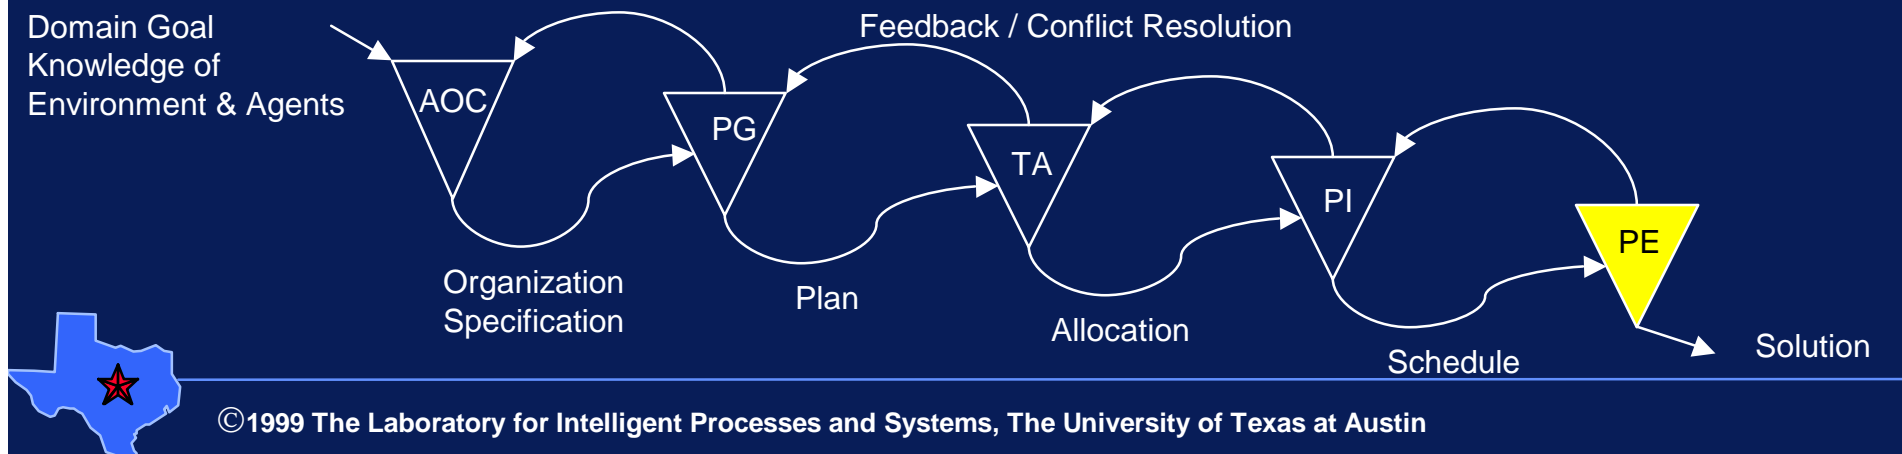 Domain Goal
Knowledge of
Environment & Agents
Feedback / Conflict Resolution
AOC
PG
TA
PI
PE
Organization
Specification
Plan
Allocation
Schedule
Solution
©1999 The Laboratory for Intelligent Processes and Systems, The University of Texas at Austin